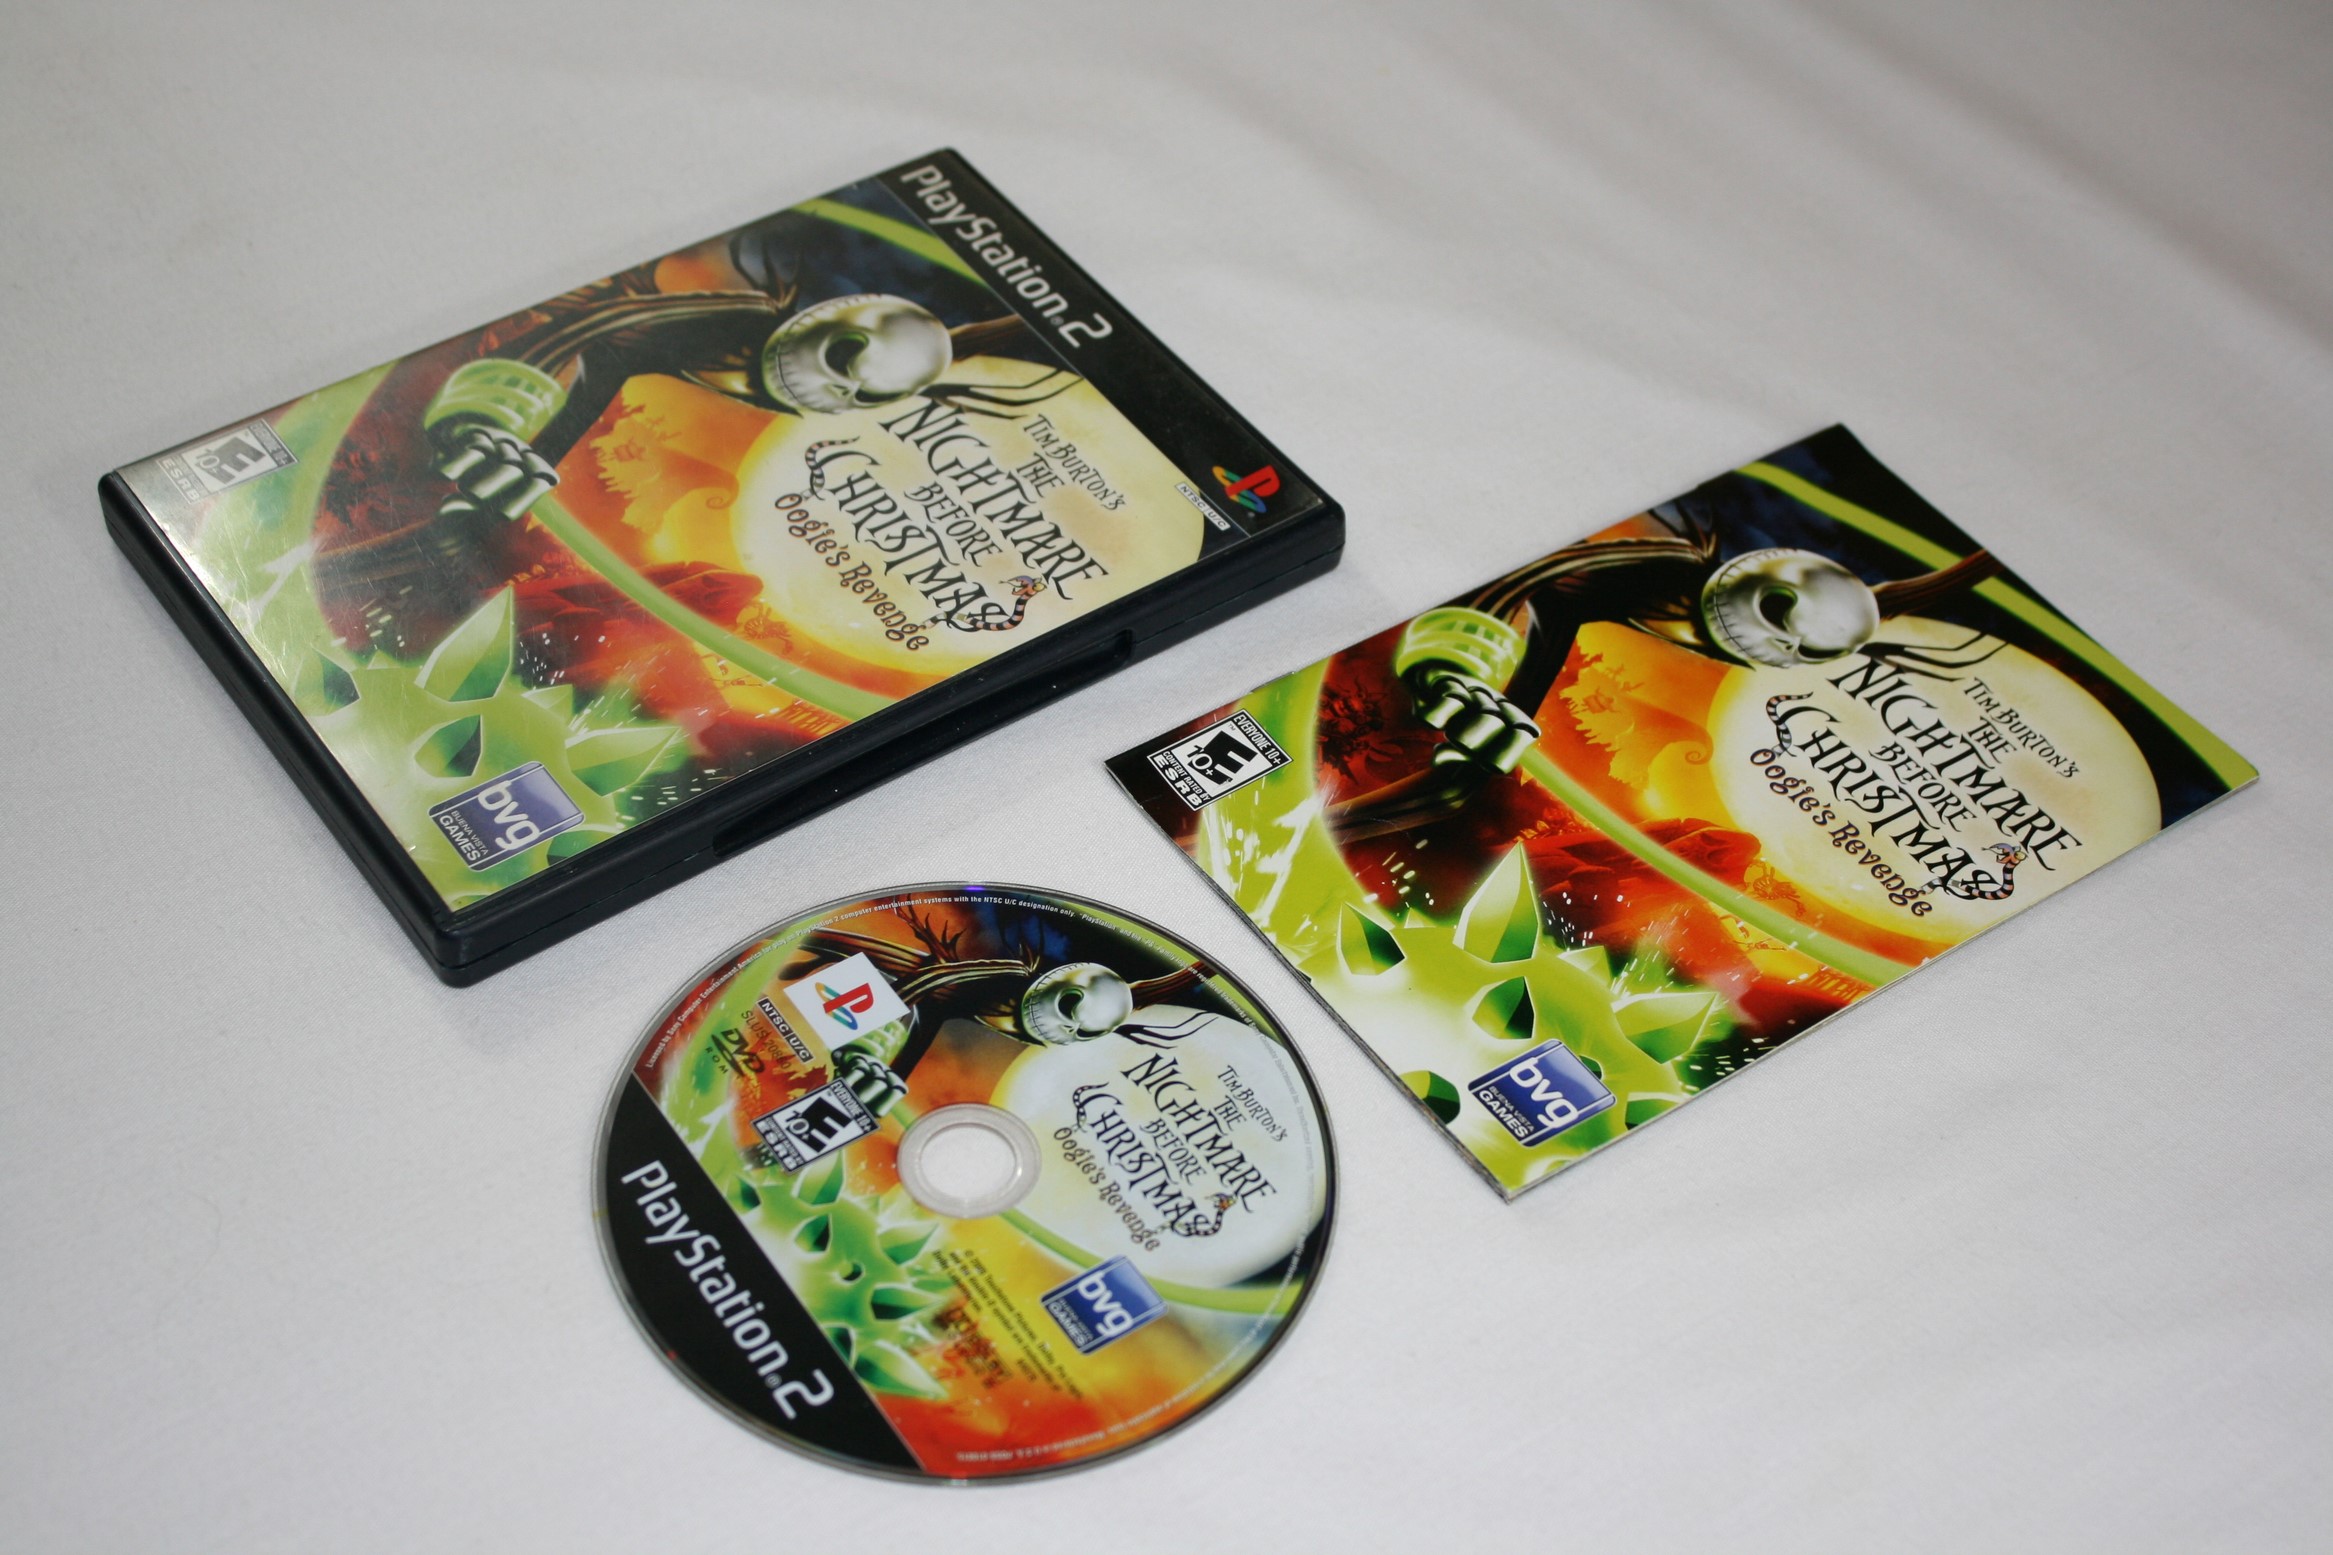 PlayStation®2
NTSC U/C
TIM BURTON'S
THE
NIGHTMARE
BEFORE
CHRISTMAS
Oogie's Revenge
EVERYONE 10+
E
10+
ESRB
bvg
BUENA VISTA
GAMES
TIM BURTON'S
THE
NIGHTMARE
BEFORE
CHRISTMAS
Oogie's Revenge
EVERYONE 10+
E
10+
CONTENT RATED BY
ESRB
bvg
BUENA VISTA
GAMES
NTSC U/C
DVD
ROM
EVERYONE 10+
E
10+
ESRB
TIM BURTON'S
THE
NIGHTMARE
BEFORE
CHRISTMAS
Oogie's Revenge
bvg
BUENA VISTA
GAMES
PlayStation®2